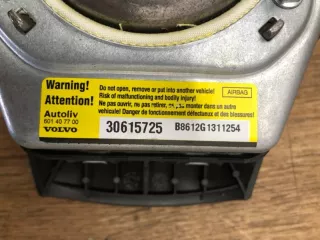 Warning!
Do not open, remove or put into another vehicle!
Risk of malfunctioning and bodily injury!
AIRBAG
Attention!
Ne pas ouvrir, ne pas retirer, ni monter dans un autre
véhicule! Danger de fonctionnement défectueux et des blessures!
Autoliv
601 40 77 00
VOLVO
30615725
B8612G1311254